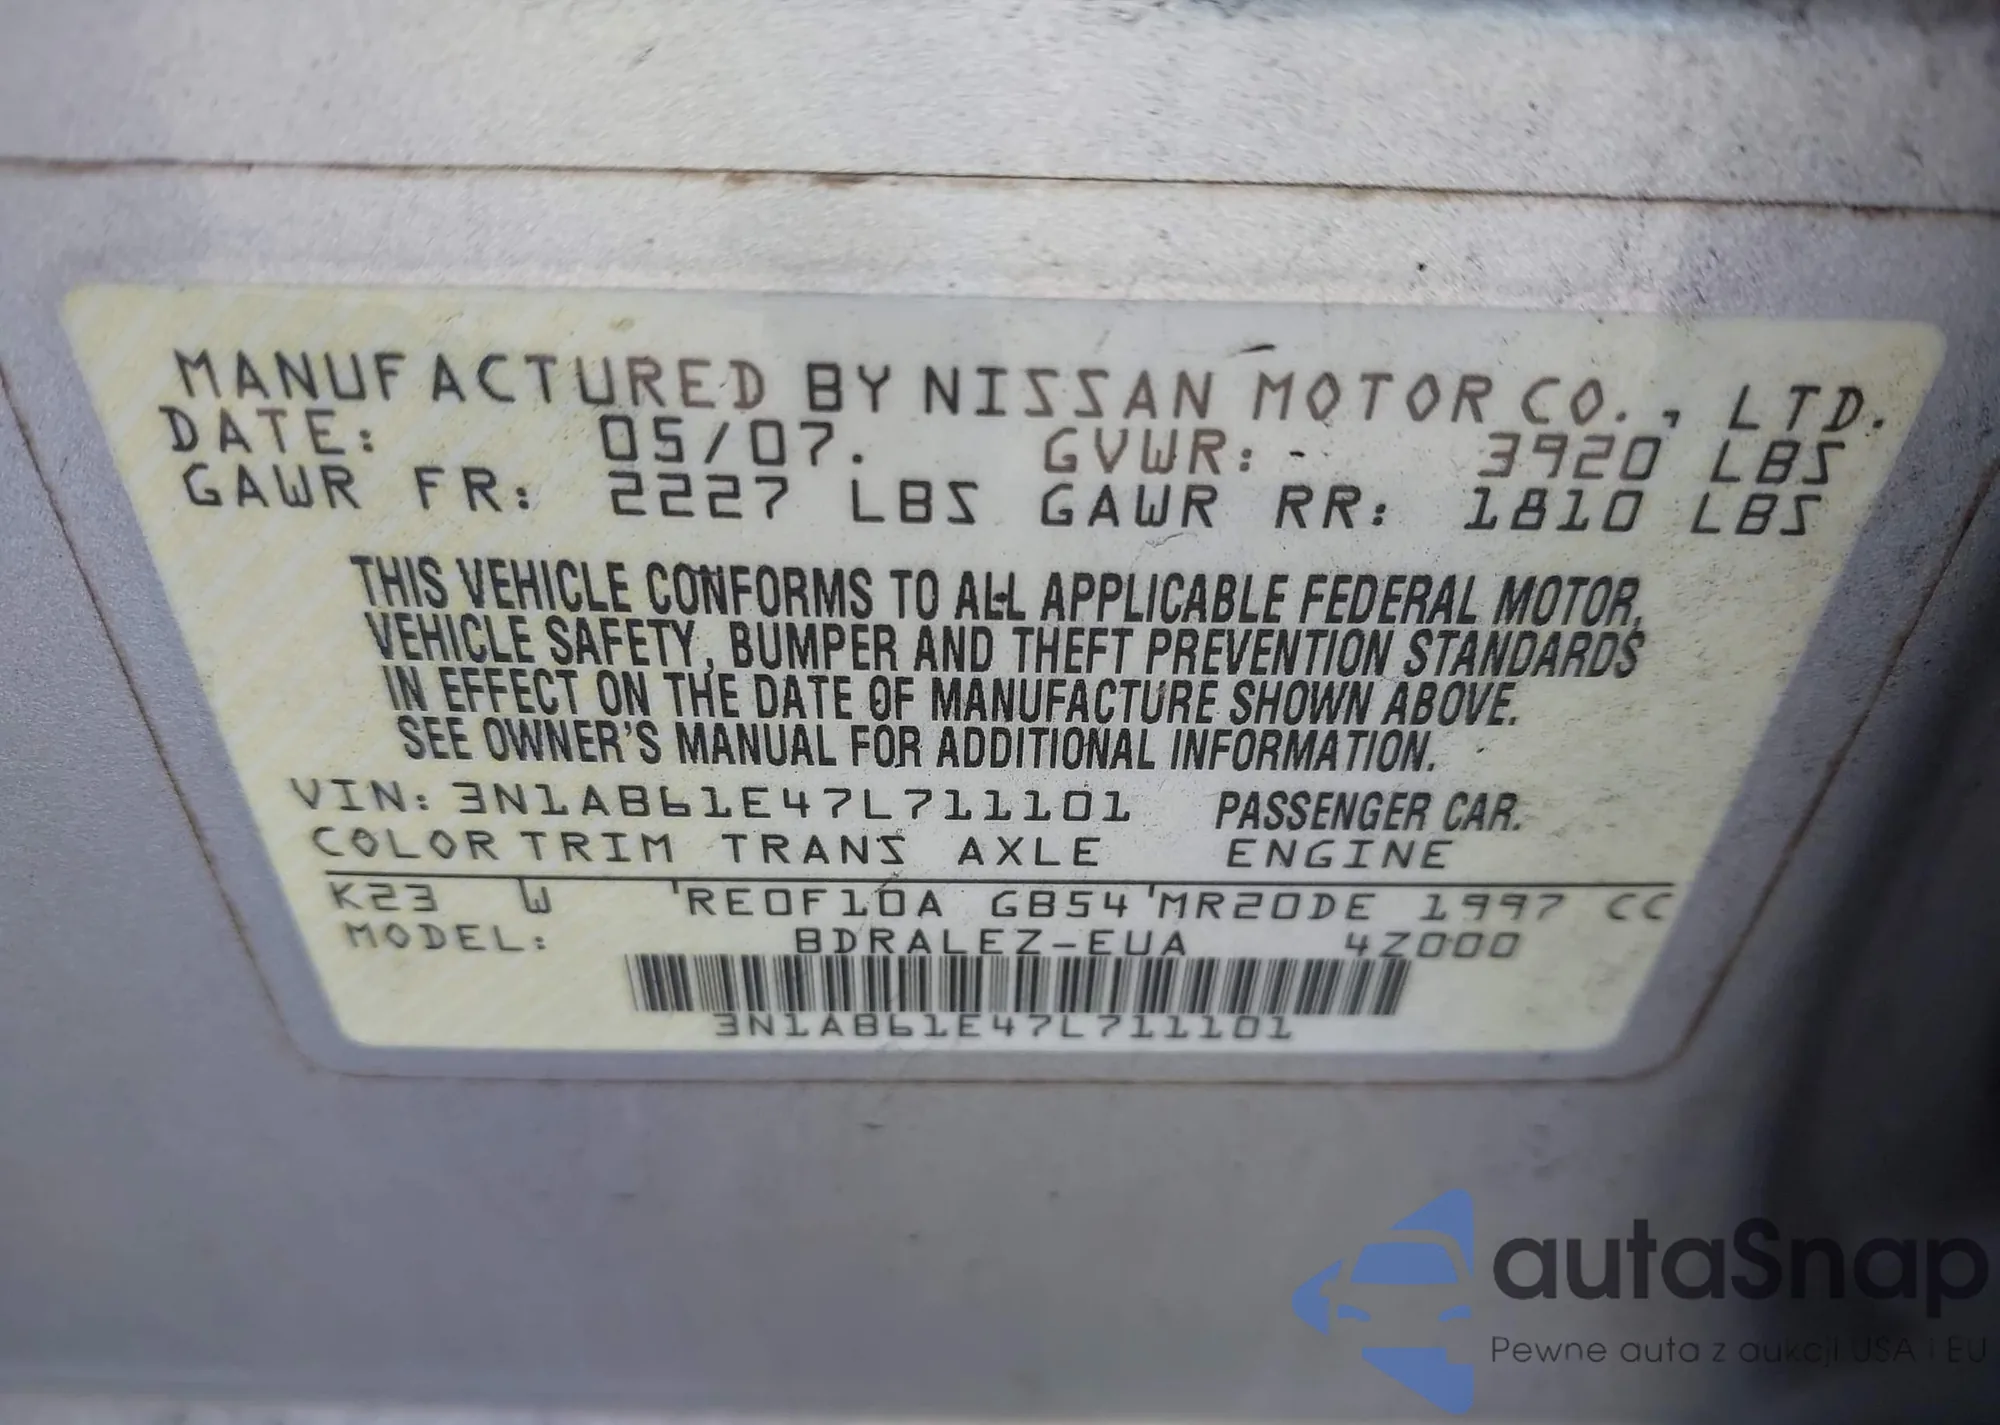 MANUFACTURED BY NISSAN MOTOR CO., LTD.
DATE: 05/07. GVWR: - 3920 LBS
GAWR FR: 2227 LBS GAWR RR: 1810 LBS
THIS VEHICLE CONFORMS TO ALL APPLICABLE FEDERAL MOTOR,
VEHICLE SAFETY, BUMPER AND THEFT PREVENTION STANDARDS
IN EFFECT ON THE DATE OF MANUFACTURE SHOWN ABOVE.
SEE OWNER'S MANUAL FOR ADDITIONAL INFORMATION.
VIN: 3N1AB61E47L711101 PASSENGER CAR.
COLOR TRIM TRANS AXLE ENGINE
K23 W 'RE0F10A GB54 'MR20DE 1997 CC
MODEL: BDRALEZ-EUA 4Z000
3N1AB61E47L711101
autaSnap
Pewne auta z aukcji USA i EU